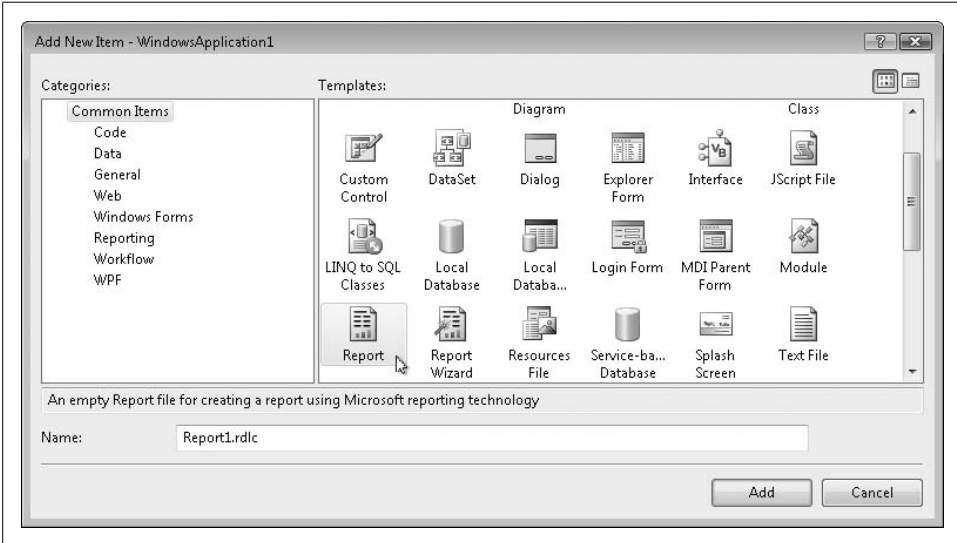 Add New Item - WindowsApplication1
Categories:
Templates:
Common Items
Code
Data
General
Web
Windows Forms
Reporting
Workflow
WPF
Diagram
Class
Custom
Control
DataSet
Dialog
Explorer
Form
Interface
JScript File
LINQ to SQL
Classes
Local
Database
Local
Databa...
Login Form
MDI Parent
Form
Module
Report
Report
Wizard
Resources
File
Service-ba...
Database
Splash
Screen
Text File
An empty Report file for creating a report using Microsoft reporting technology
Name:
Report1.rdlc
Add
Cancel